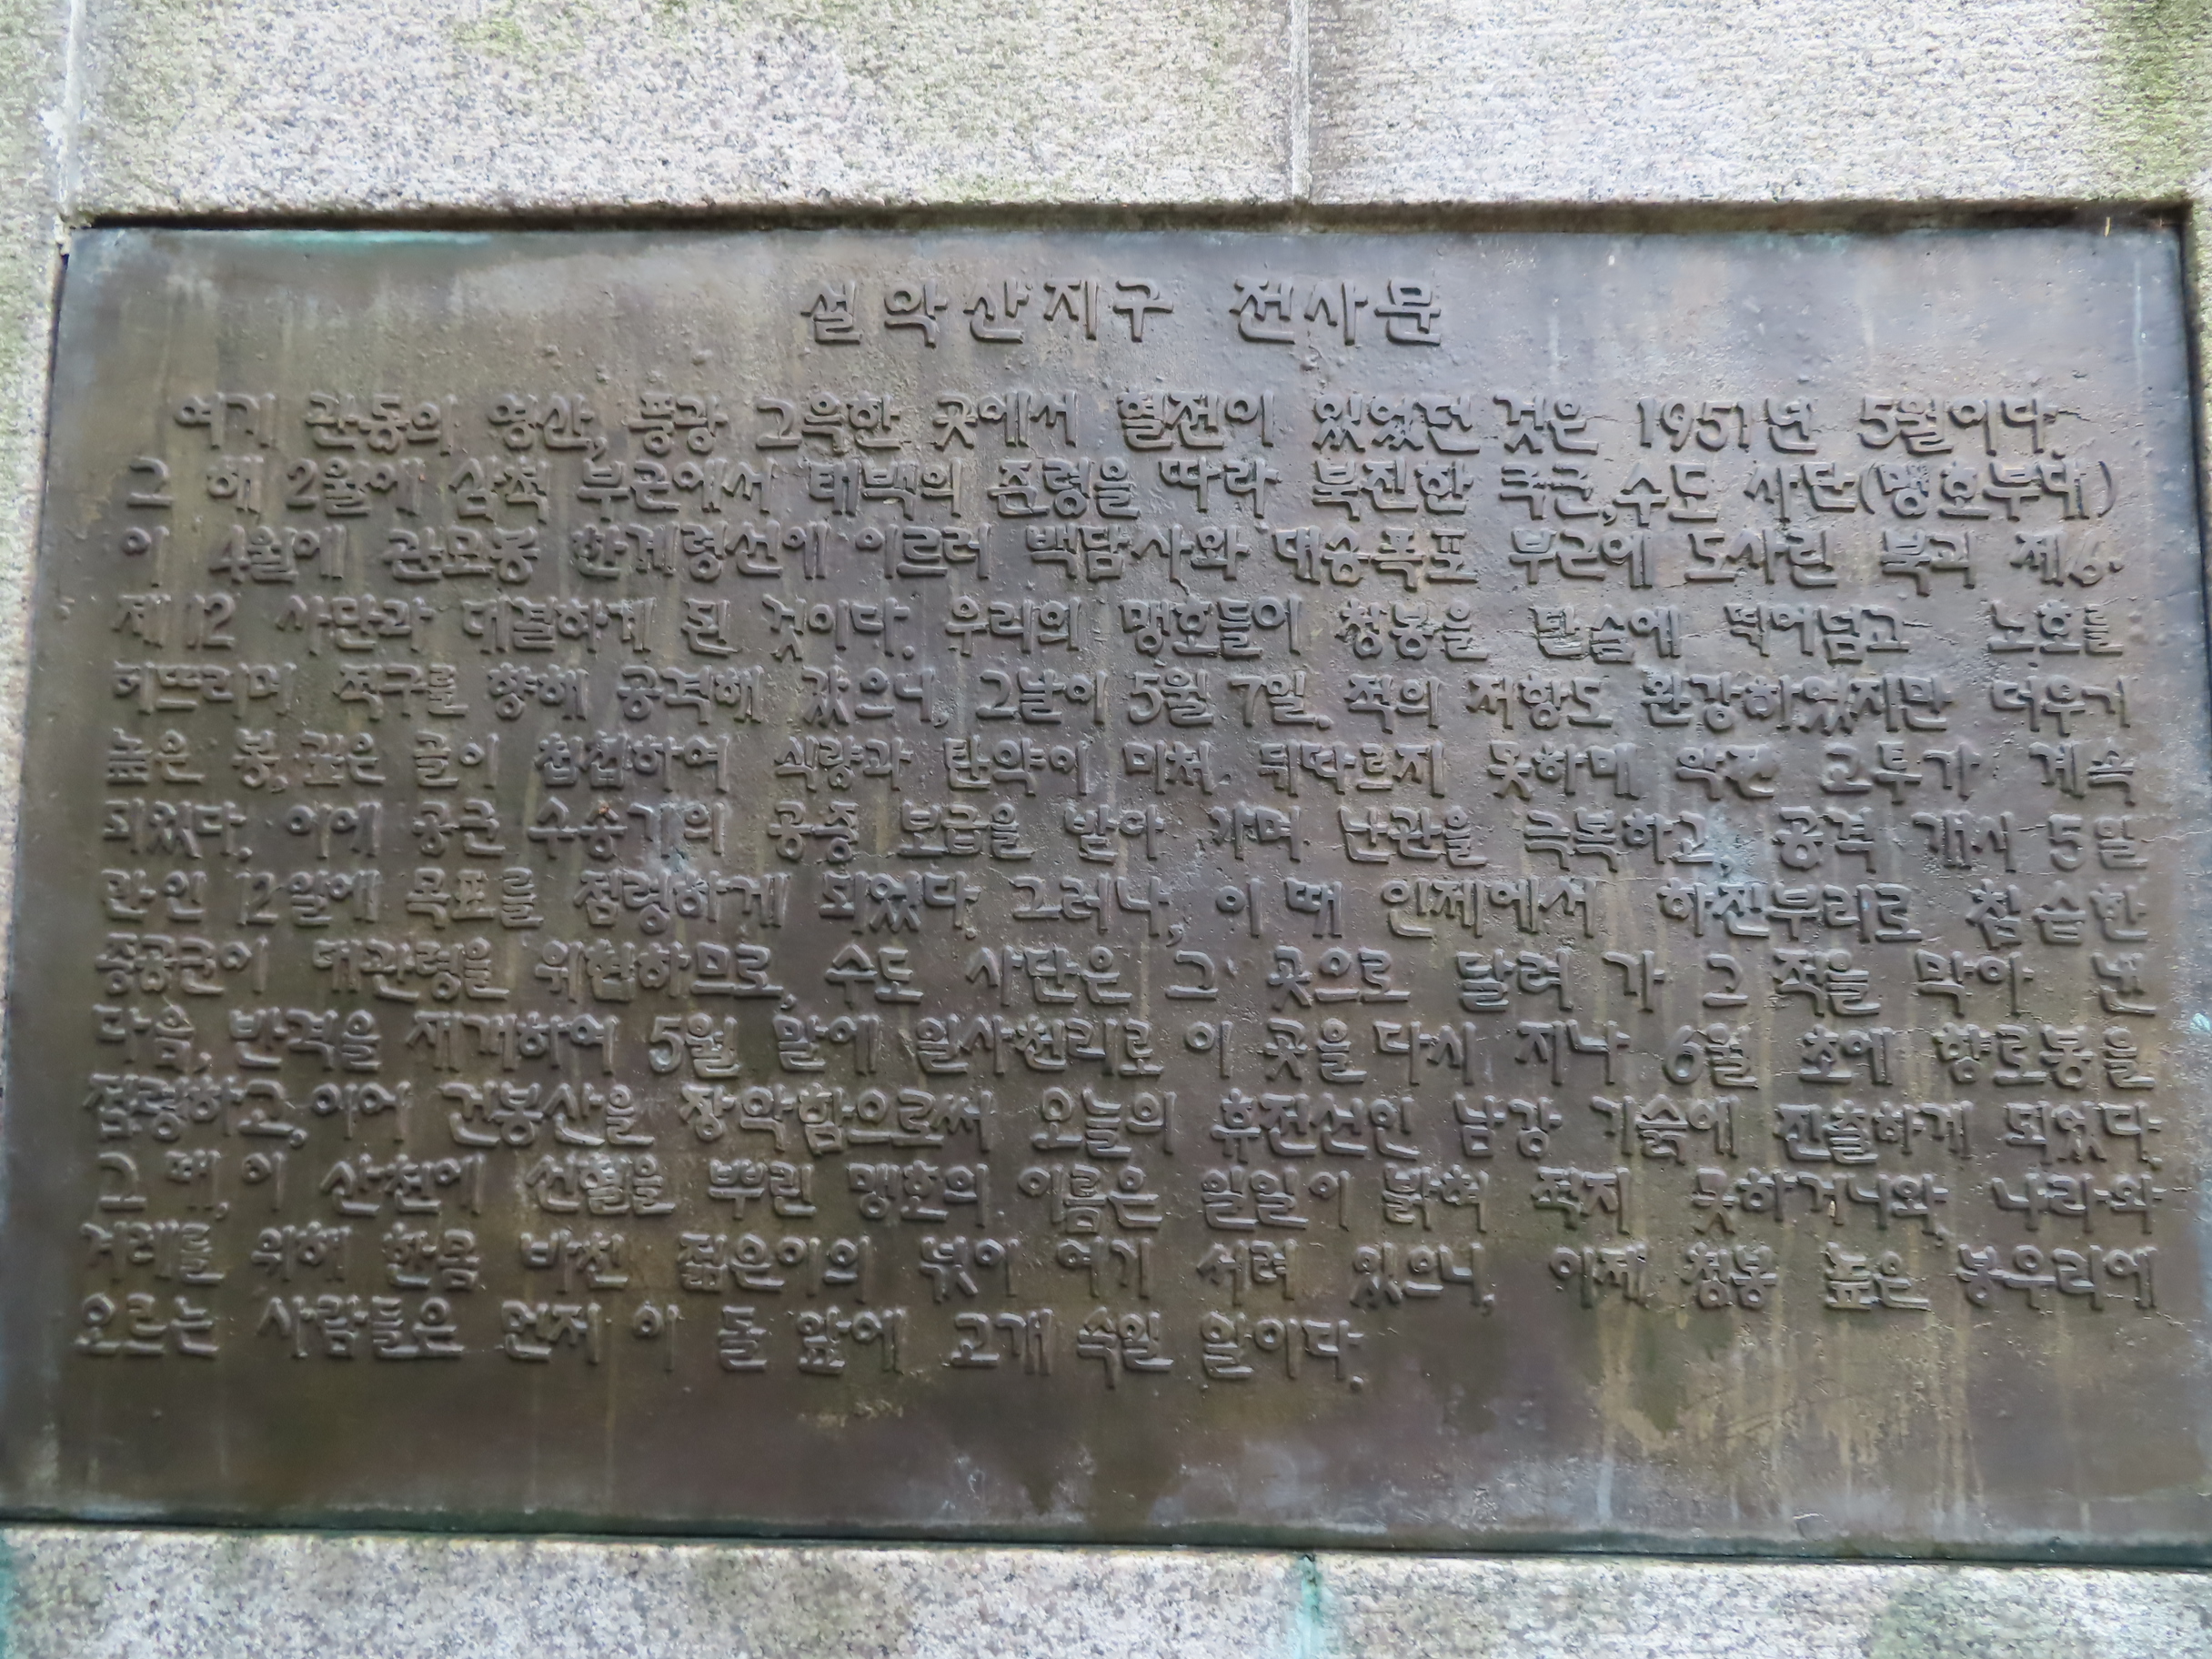 설악산지구 전사문
여기 관동의 영산, 풍광 그윽한 곳에서 열전이 있었던 것은 1951년 5월이다.
그 해 2월에 삼척 부근에서 태백의 준령을 따라 북진한 국군, 수도 사단(맹호부대)
이 4월에 관모봉 한계령선에 이르러 백담사와 대승폭포 부근에 도사린 북괴 제6·
제12 사단과 대결하게 된 것이다. 우리의 맹호들이 청봉을 단숨에 뛰어넘고 노호를
터뜨리며 적구를 향해 공격해 갔으니, 그날이 5월 7일. 적의 저항도 완강하였지만 더우기
높은 봉, 깊은 골이 첩첩하여 식량과 탄약이 미처 뒤따르지 못하매 악전 고투가 계속
되었다. 이에 공군 수송기의 공중 보급을 받아 가며 난관을 극복하고, 공격 개시 5일
만인 12일에 목표를 점령하게 되었다. 그러나, 이 때 인제에서 하진부리로 침습한
중공군이 대관령을 위협하므로, 수도 사단은 그 곳으로 달려 가 그 적을 막아 낸
다음, 반격을 재개하여 5월 말에 일사천리로 이 곳을 다시 지나 6월 초에 향로봉을
점령하고, 이어 건봉산을 장악함으로써 오늘의 휴전선인 남강 기슭에 진출하게 되었다.
그 때, 이 산천에 선열을 뿌린 맹호의 이름은 일일이 밝혀 적지 못하거니와, 나라와
겨레를 위해 한몸 바친 젊은이의 넋이 여기 서려 있으니, 이제 청봉 높은 봉우리에
오르는 사람들은 먼저 이 돌 앞에 고개 숙일 일이다.